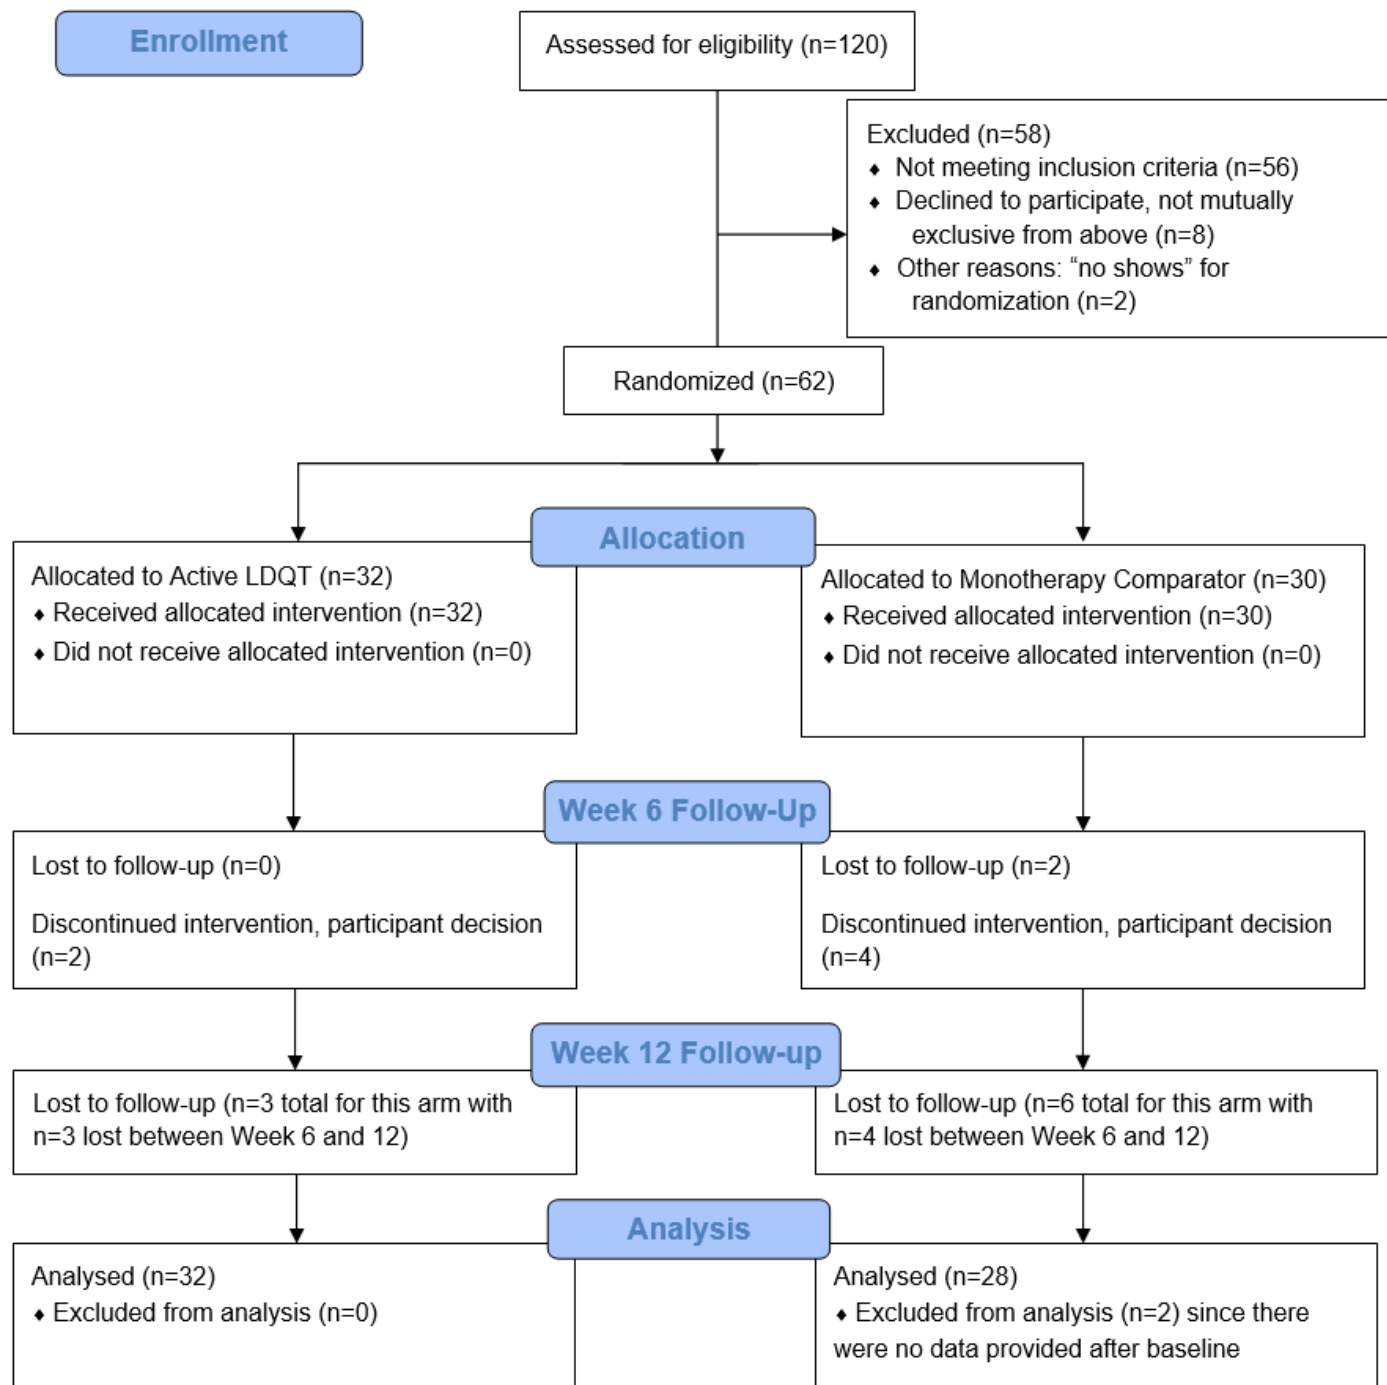 Enrollment
Assessed for eligibility (n=120)
Excluded (n=58)
♦ Not meeting inclusion criteria (n=56)
♦ Declined to participate, not mutually
exclusive from above (n=8)
♦ Other reasons: “no shows” for
randomization (n=2)
Randomized (n=62)
Allocation
Allocated to Active LDQT (n=32)
♦ Received allocated intervention (n=32)
♦ Did not receive allocated intervention (n=0)
Allocated to Monotherapy Comparator (n=30)
♦ Received allocated intervention (n=30)
♦ Did not receive allocated intervention (n=0)
Week 6 Follow-Up
Lost to follow-up (n=0)
Discontinued intervention, participant decision
(n=2)
Lost to follow-up (n=2)
Discontinued intervention, participant decision
(n=4)
Week 12 Follow-up
Lost to follow-up (n=3 total for this arm with
n=3 lost between Week 6 and 12)
Lost to follow-up (n=6 total for this arm with
n=4 lost between Week 6 and 12)
Analysis
Analysed (n=32)
♦ Excluded from analysis (n=0)
Analysed (n=28)
♦ Excluded from analysis (n=2) since there
were no data provided after baseline